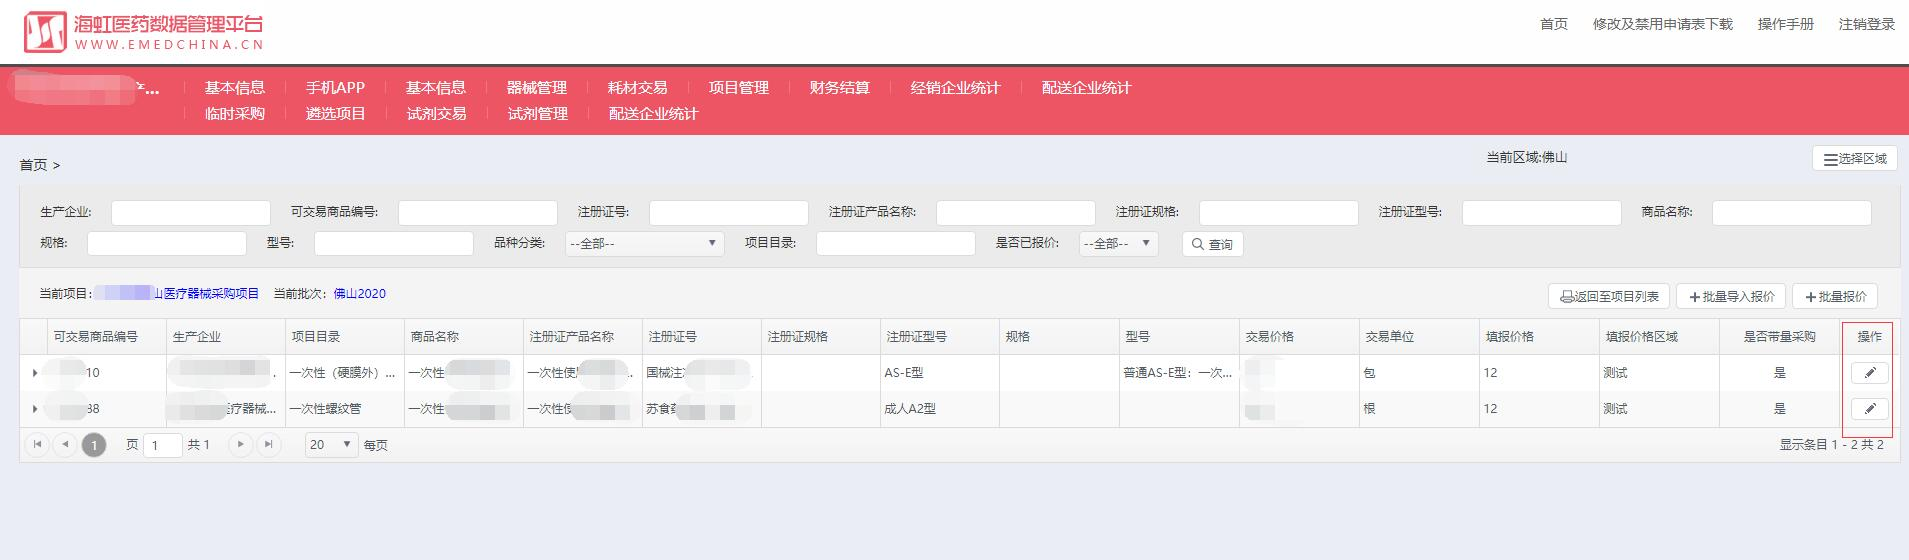 海虹医药数据管理平台
WWW.EMEDCHINA.CN
首页 修改及禁用申请表下载 操作手册 注销登录
... 基本信息 手机APP 基本信息 器械管理 耗材交易 项目管理 财务结算 经销企业统计 配送企业统计
临时采购 遴选项目 试剂交易 试剂管理 配送企业统计
首页 > 当前区域:佛山 选择区域
生产企业: 可交易商品编号: 注册证号: 注册证产品名称: 注册证规格: 注册证型号: 商品名称:
规格: 型号: 品种分类: --全部-- 项目目录: 是否已报价: --全部-- 查询
当前项目: 山医疗器械采购项目 当前批次: 佛山2020 返回至项目列表 批量导入报价 批量报价
可交易商品编号 生产企业 项目目录 商品名称 注册证产品名称 注册证号 注册证规格 注册证型号 规格 型号 交易价格 交易单位 填报价格 填报价格区域 是否带量采购 操作
10 一次性（硬膜外）... 一次性 一次性使 国械注 AS-E型 普通AS-E型：一次... 包 12 测试 是
38 医疗器械... 一次性螺纹管 一次性 一次性使 苏食 成人A2型 根 12 测试 是
1 页 1 共 1 20 每页 显示条目 1 - 2 共 2